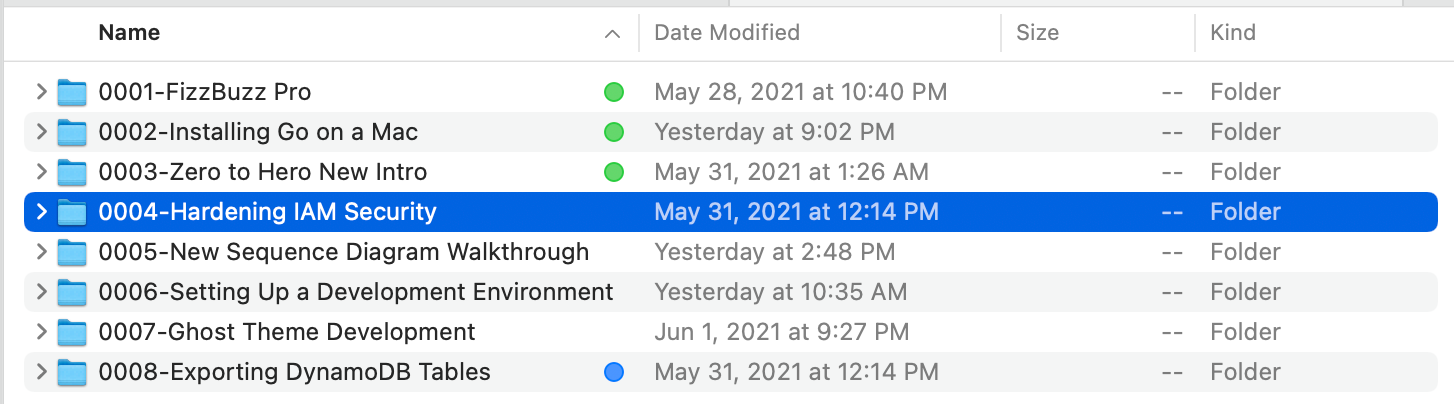 Name Date Modified Size Kind
0001-FizzBuzz Pro May 28, 2021 at 10:40 PM -- Folder
0002-Installing Go on a Mac Yesterday at 9:02 PM -- Folder
0003-Zero to Hero New Intro May 31, 2021 at 1:26 AM -- Folder
0004-Hardening IAM Security May 31, 2021 at 12:14 PM -- Folder
0005-New Sequence Diagram Walkthrough Yesterday at 2:48 PM -- Folder
0006-Setting Up a Development Environment Yesterday at 10:35 AM -- Folder
0007-Ghost Theme Development Jun 1, 2021 at 9:27 PM -- Folder
0008-Exporting DynamoDB Tables May 31, 2021 at 12:14 PM -- Folder